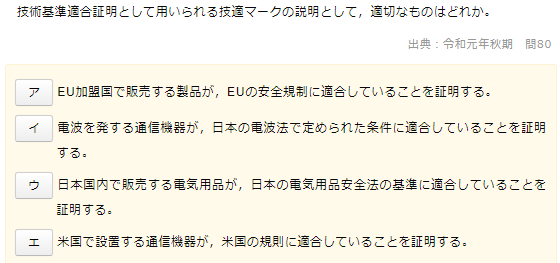 技術基準適合証明として用いられる技適マークの説明として，適切なものはどれか。
出典：令和元年秋期　問80
ア　EU加盟国で販売する製品が，EUの安全規制に適合していることを証明する。
イ　電波を発する通信機器が，日本の電波法で定められた条件に適合していることを証明
する。
ウ　日本国内で販売する電気用品が，日本の電気用品安全法の基準に適合していることを
証明する。
エ　米国で設置する通信機器が，米国の規則に適合していることを証明する。